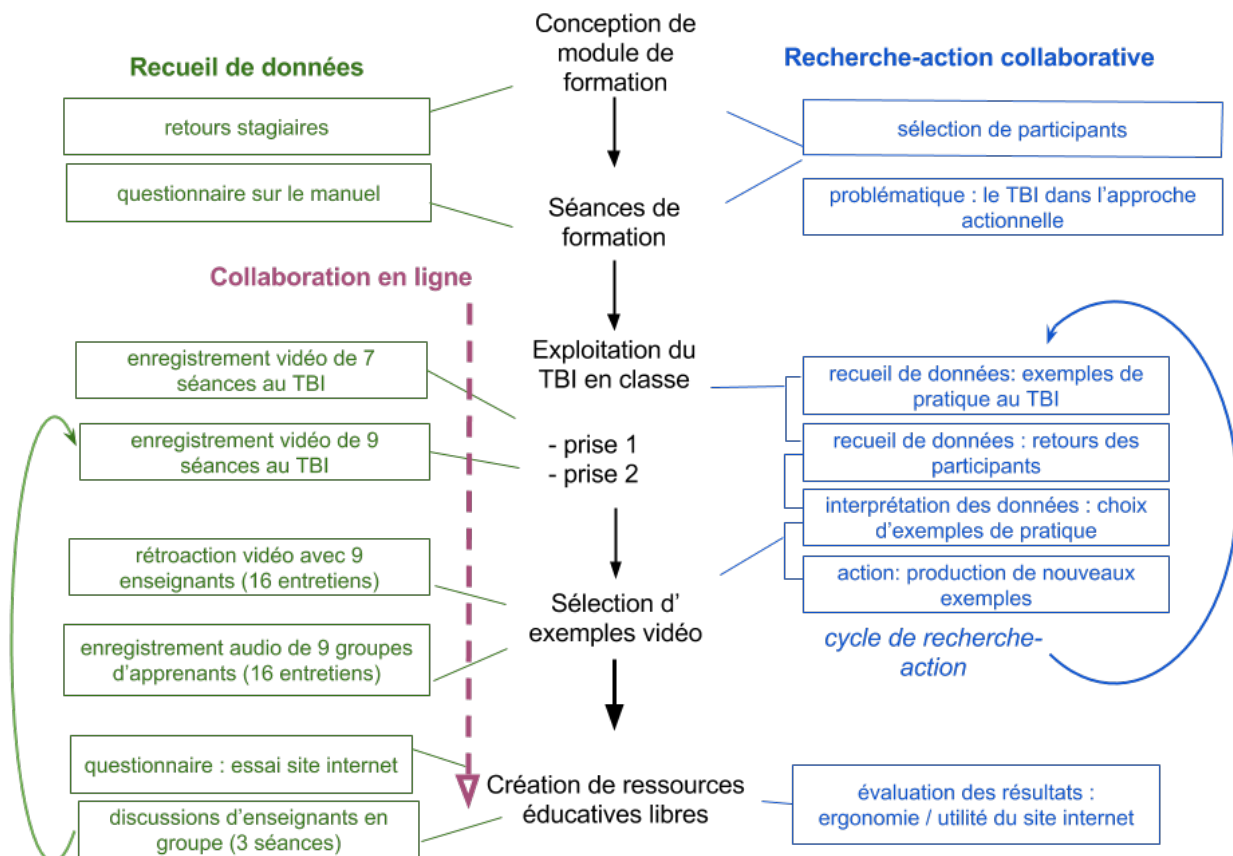 Conception de
module de
formation
Recueil de données
Recherche-action collaborative
retours stagiaires
sélection de participants
questionnaire sur le manuel
problématique : le TBI dans l'approche
actionnelle
Séances de
formation
Collaboration en ligne
Exploitation du
TBI en classe
enregistrement vidéo de 7
séances au TBI
recueil de données: exemples de
pratique au TBI
enregistrement vidéo de 9
séances au TBI
- prise 1
- prise 2
recueil de données : retours des
participants
interprétation des données : choix
d'exemples de pratique
rétroaction vidéo avec 9
enseignants (16 entretiens)
action: production de nouveaux
exemples
Sélection d'
exemples vidéo
enregistrement audio de 9 groupes
d'apprenants (16 entretiens)
cycle de recherche-
action
questionnaire : essai site internet
Création de ressources
éducatives libres
évaluation des résultats :
ergonomie / utilité du site internet
discussions d'enseignants en
groupe (3 séances)